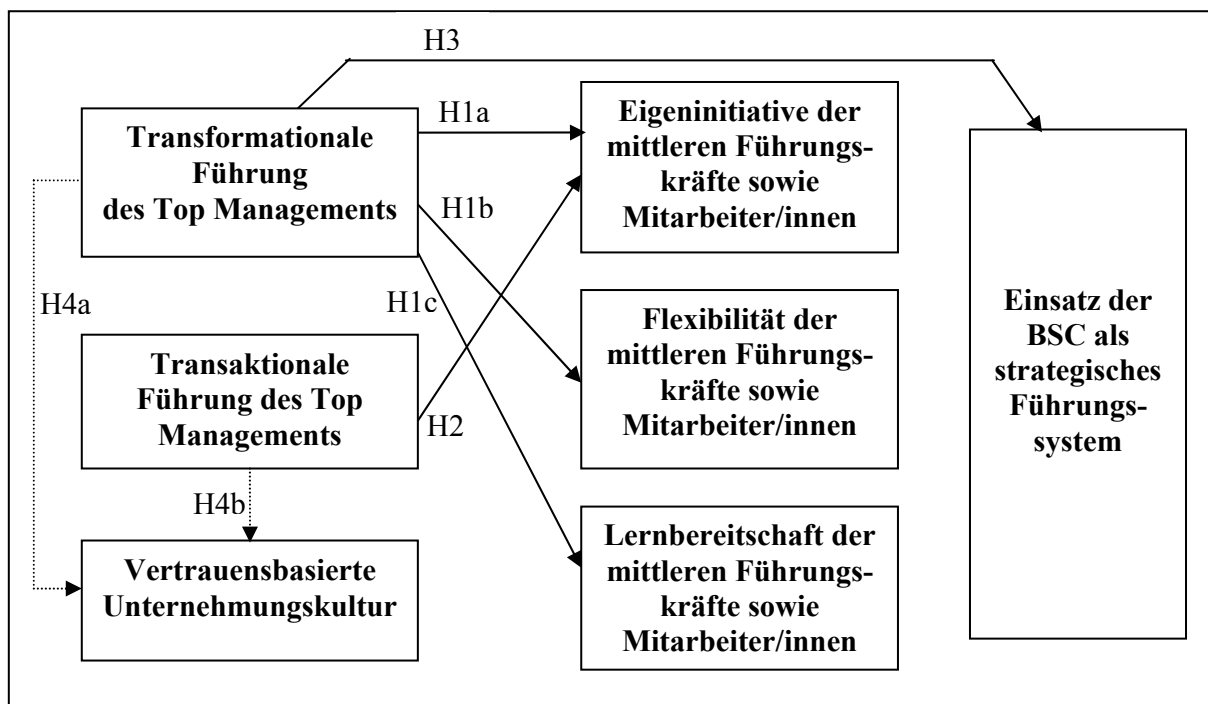 H3
Transformationale
Führung
des Top Managements
H1a
H1b
H1c
H4a
Transaktionale
Führung des Top
Managements
H2
H4b
Vertrauensbasierte
Unternehmungskultur
Eigeninitiative der
mittleren Führungs-
kräfte sowie
Mitarbeiter/innen
Flexibilität der
mittleren Führungs-
kräfte sowie
Mitarbeiter/innen
Lernbereitschaft der
mittleren Führungs-
kräfte sowie
Mitarbeiter/innen
Einsatz der
BSC als
strategisches
Führungs-
system